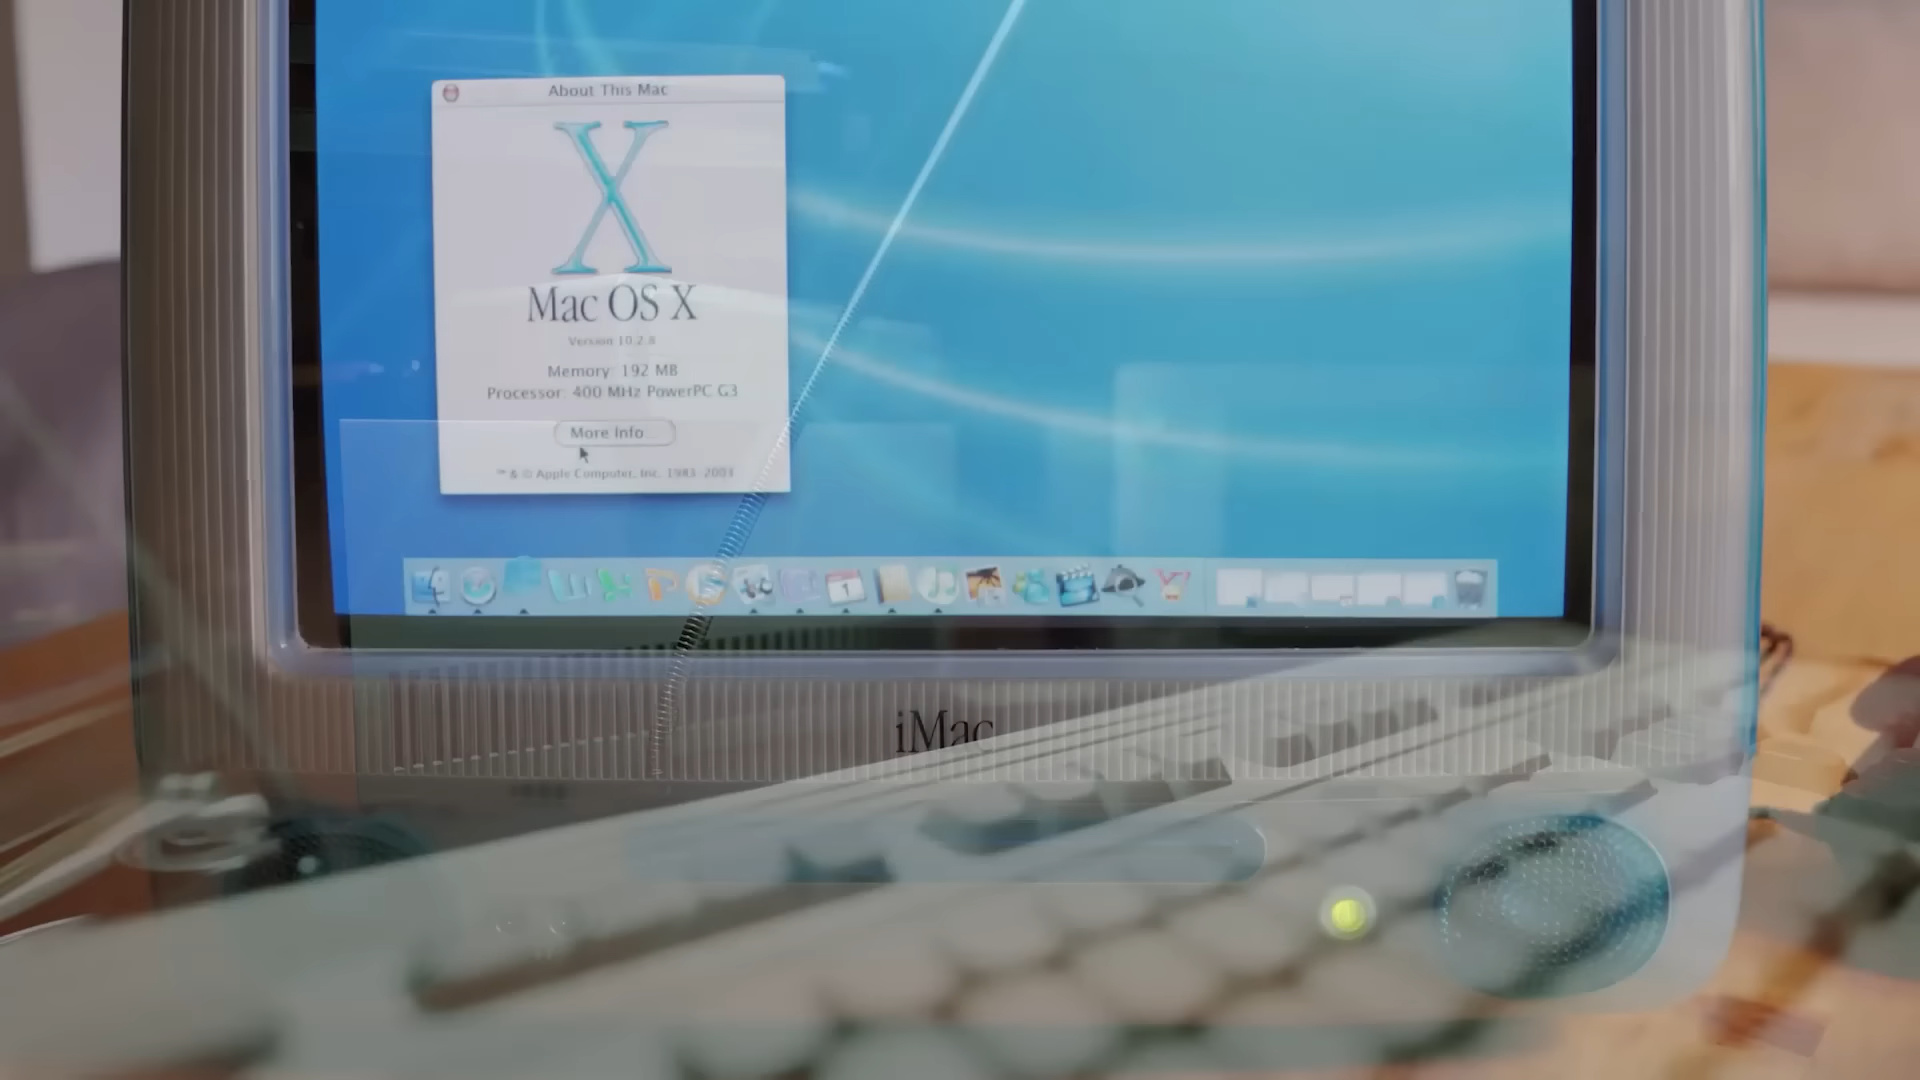 About This Mac
Mac OS X
Version 10.2.8
Memory: 192 MB
Processor: 400 MHz PowerPC G3
More Info...
™ & © Apple Computer, Inc. 1983-2003
1
iMac